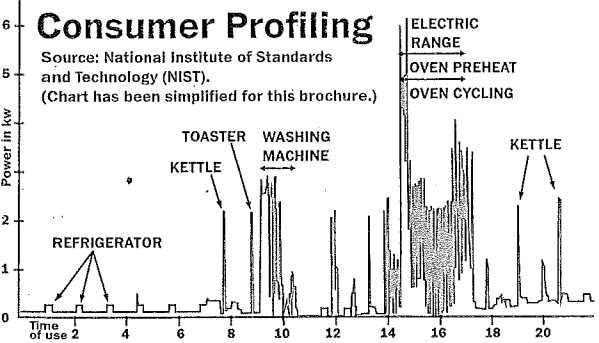 Consumer Profiling
Source: National Institute of Standards
and Technology (NIST).
(Chart has been simplified for this brochure.)
ELECTRIC
RANGE
OVEN PREHEAT
OVEN CYCLING
TOASTER
WASHING
MACHINE
KETTLE
KETTLE
REFRIGERATOR
Power in kw
6
5
2
1
0
Time
of use
2
4
6
8
10
12
14
16
18
20